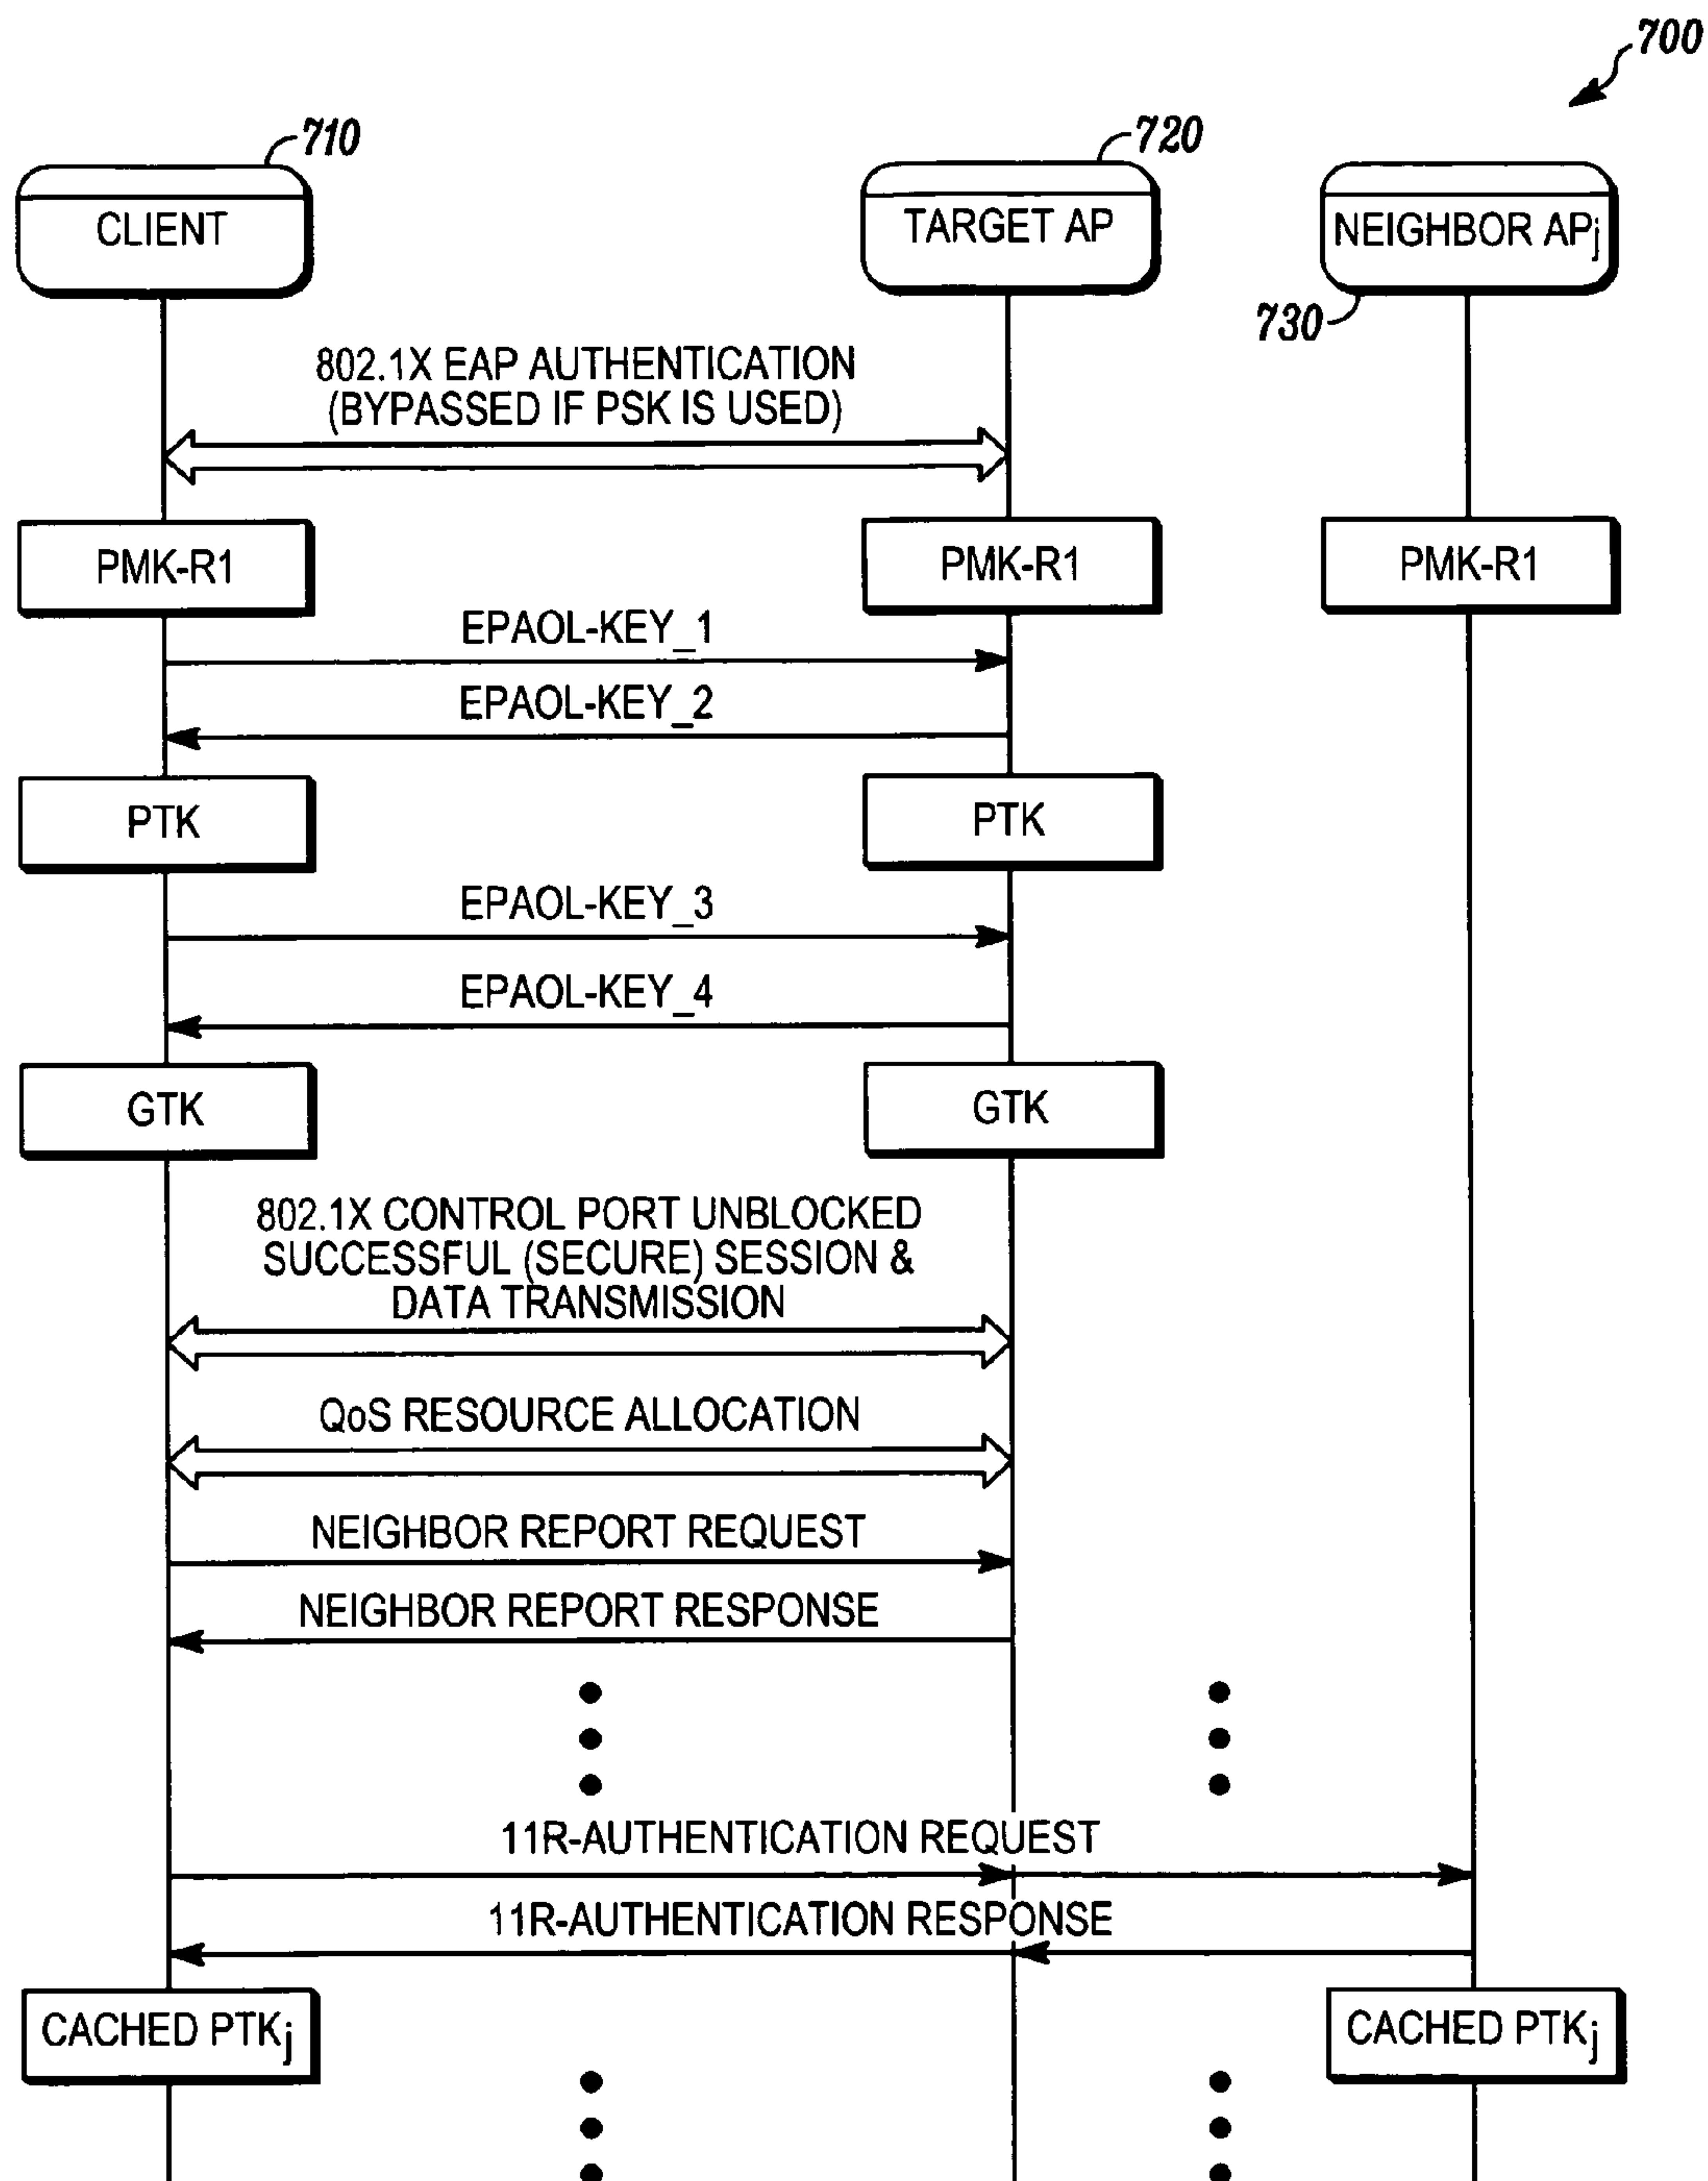 700
710
720
CLIENT
TARGET AP
NEIGHBOR APj
730
802.1X EAP AUTHENTICATION
(BYPASSED IF PSK IS USED)
PMK-R1
PMK-R1
PMK-R1
EPAOL-KEY_1
EPAOL-KEY_2
PTK
PTK
EPAOL-KEY_3
EPAOL-KEY_4
GTK
GTK
802.1X CONTROL PORT UNBLOCKED
SUCCESSFUL (SECURE) SESSION &
DATA TRANSMISSION
QoS RESOURCE ALLOCATION
NEIGHBOR REPORT REQUEST
NEIGHBOR REPORT RESPONSE
11R-AUTHENTICATION REQUEST
11R-AUTHENTICATION RESPONSE
CACHED PTKj
CACHED PTKj